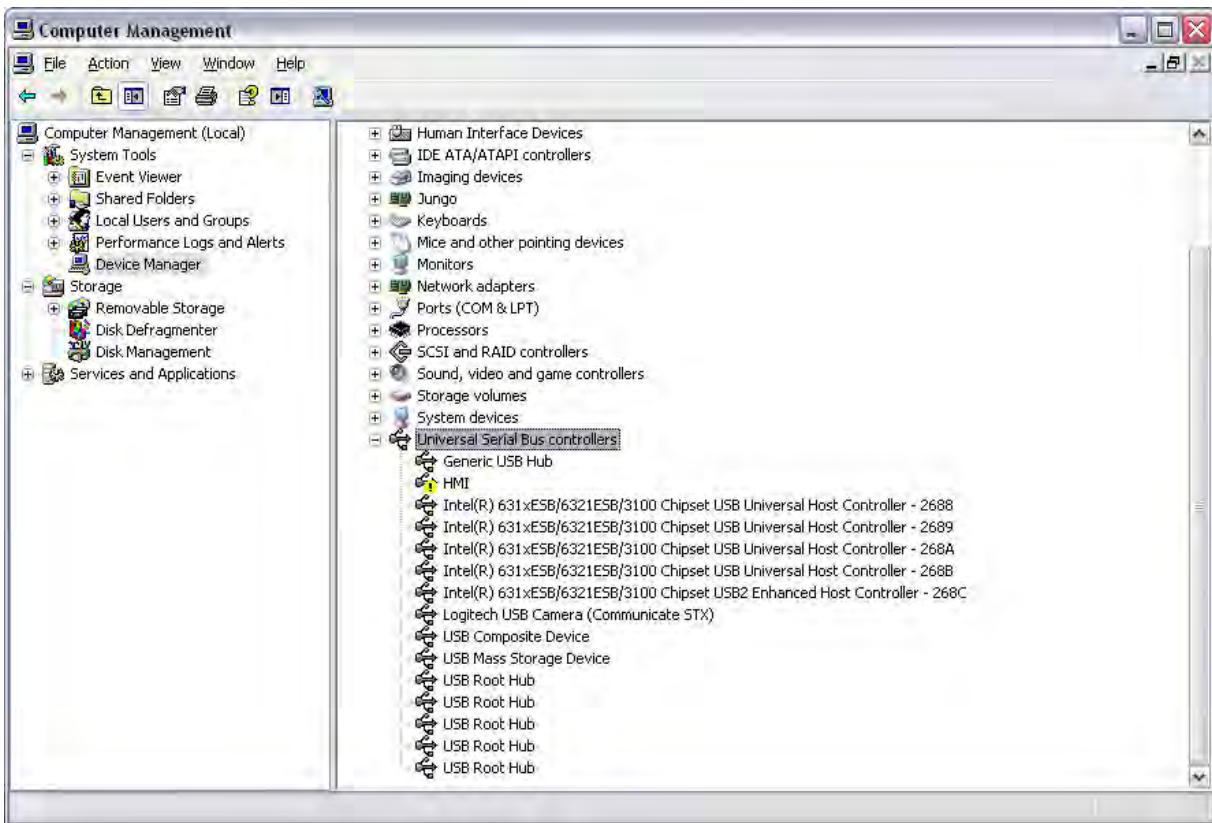 Computer Management
File Action View Window Help
Computer Management (Local)
System Tools
Event Viewer
Shared Folders
Local Users and Groups
Performance Logs and Alerts
Device Manager
Storage
Removable Storage
Disk Defragmenter
Disk Management
Services and Applications
Human Interface Devices
IDE ATA/ATAPI controllers
Imaging devices
Jungo
Keyboards
Mice and other pointing devices
Monitors
Network adapters
Ports (COM & LPT)
Processors
SCSI and RAID controllers
Sound, video and game controllers
Storage volumes
System devices
Universal Serial Bus controllers
Generic USB Hub
HMI
Intel(R) 631xESB/6321ESB/3100 Chipset USB Universal Host Controller - 2688
Intel(R) 631xESB/6321ESB/3100 Chipset USB Universal Host Controller - 2689
Intel(R) 631xESB/6321ESB/3100 Chipset USB Universal Host Controller - 268A
Intel(R) 631xESB/6321ESB/3100 Chipset USB Universal Host Controller - 268B
Intel(R) 631xESB/6321ESB/3100 Chipset USB2 Enhanced Host Controller - 268C
Logitech USB Camera (Communicate STX)
USB Composite Device
USB Mass Storage Device
USB Root Hub
USB Root Hub
USB Root Hub
USB Root Hub
USB Root Hub